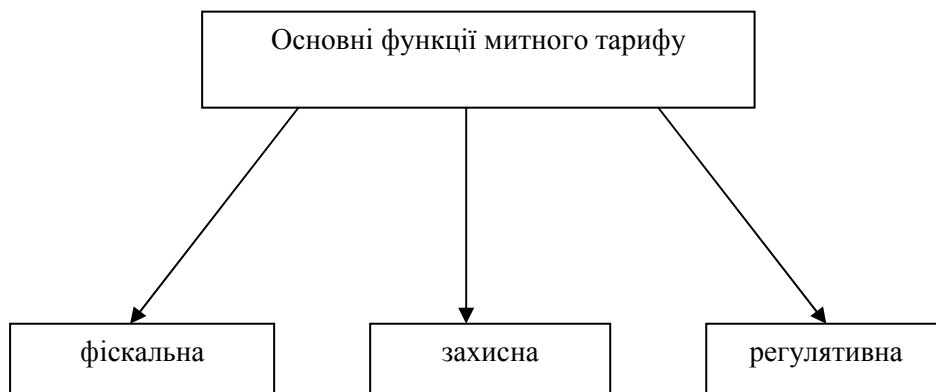 Основні функції митного тарифу
фіскальна
захисна
регулятивна